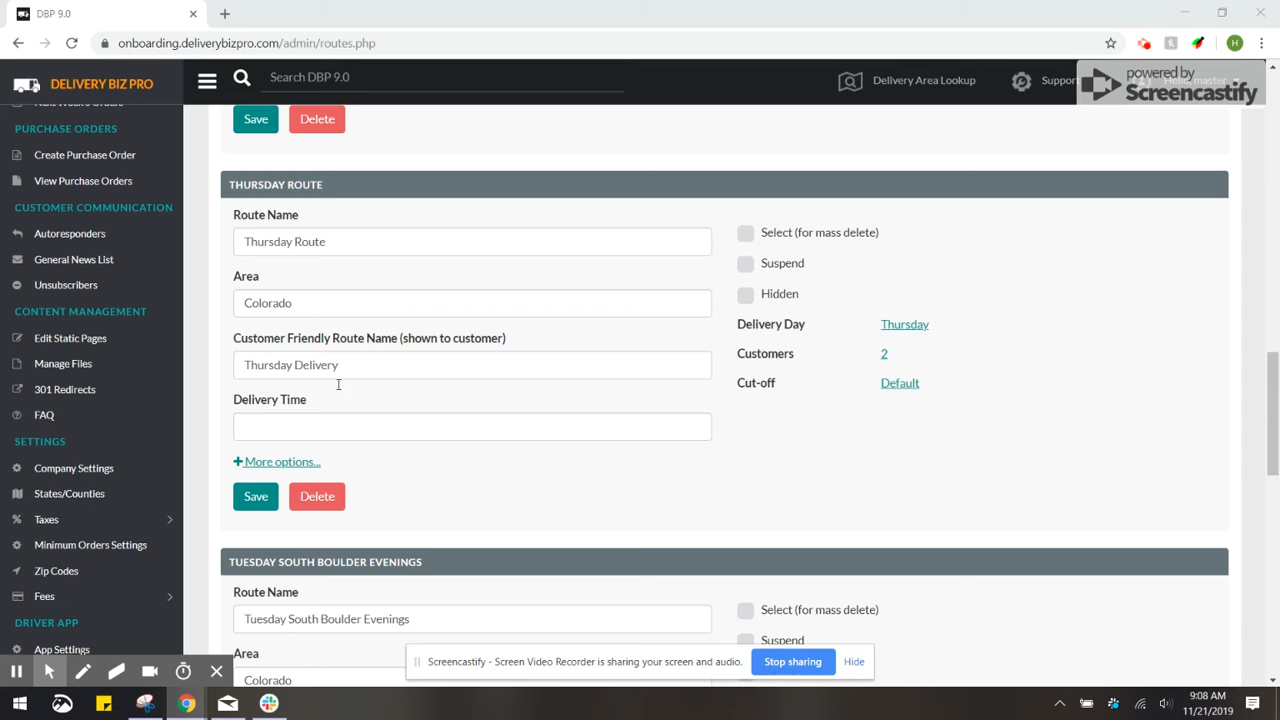 DBP 9.0
onboarding.deliverybizpro.com/admin/routes.php
H
DELIVERY BIZ PRO
Search DBP 9.0
Delivery Area Lookup
Support
powered by
Screencastify
PURCHASE ORDERS
Create Purchase Order
View Purchase Orders
CUSTOMER COMMUNICATION
Autoresponders
General News List
Unsubscribers
CONTENT MANAGEMENT
Edit Static Pages
Manage Files
301 Redirects
FAQ
SETTINGS
Company Settings
States/Counties
Taxes
Minimum Orders Settings
Zip Codes
Fees
DRIVER APP
App Settings
Save
Delete
THURSDAY ROUTE
Route Name
Thursday Route
Area
Colorado
Customer Friendly Route Name (shown to customer)
Thursday Delivery
Delivery Time
More options...
Save
Delete
Select (for mass delete)
Suspend
Hidden
Delivery Day Thursday
Customers 2
Cut-off Default
TUESDAY SOUTH BOULDER EVENINGS
Route Name
Tuesday South Boulder Evenings
Area
Colorado
Select (for mass delete)
Suspend
Screencastify - Screen Video Recorder is sharing your screen and audio.
Stop sharing
Hide
9:08 AM
11/21/2019